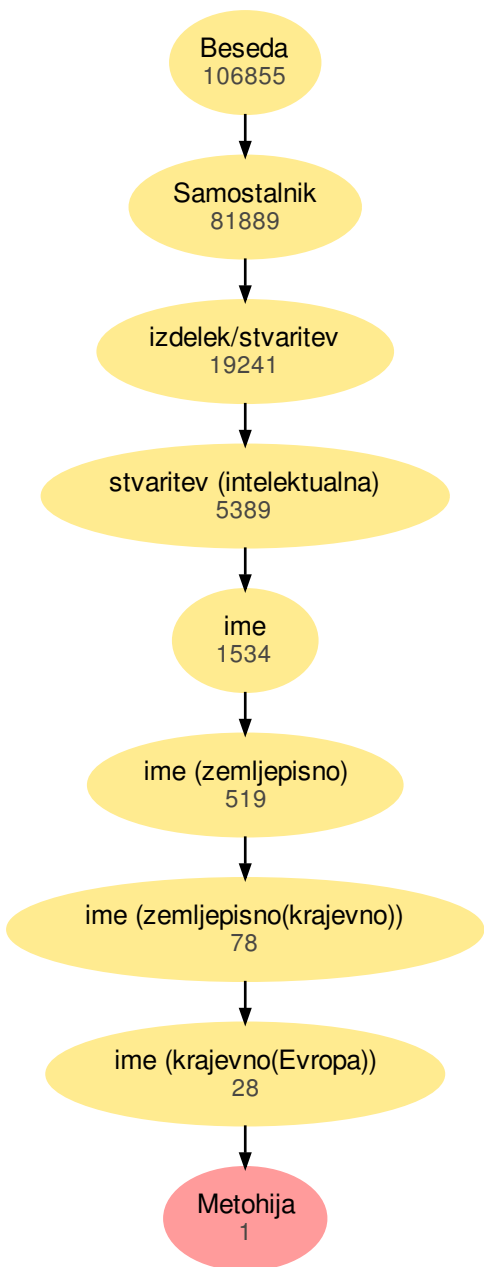 Beseda
106855
Samostalnik
81889
izdelek/stvaritev
19241
stvaritev (intelektualna)
5389
ime
1534
ime (zemljepisno)
519
ime (zemljepisno(krajevno))
78
ime (krajevno(Evropa))
28
Metohija
1